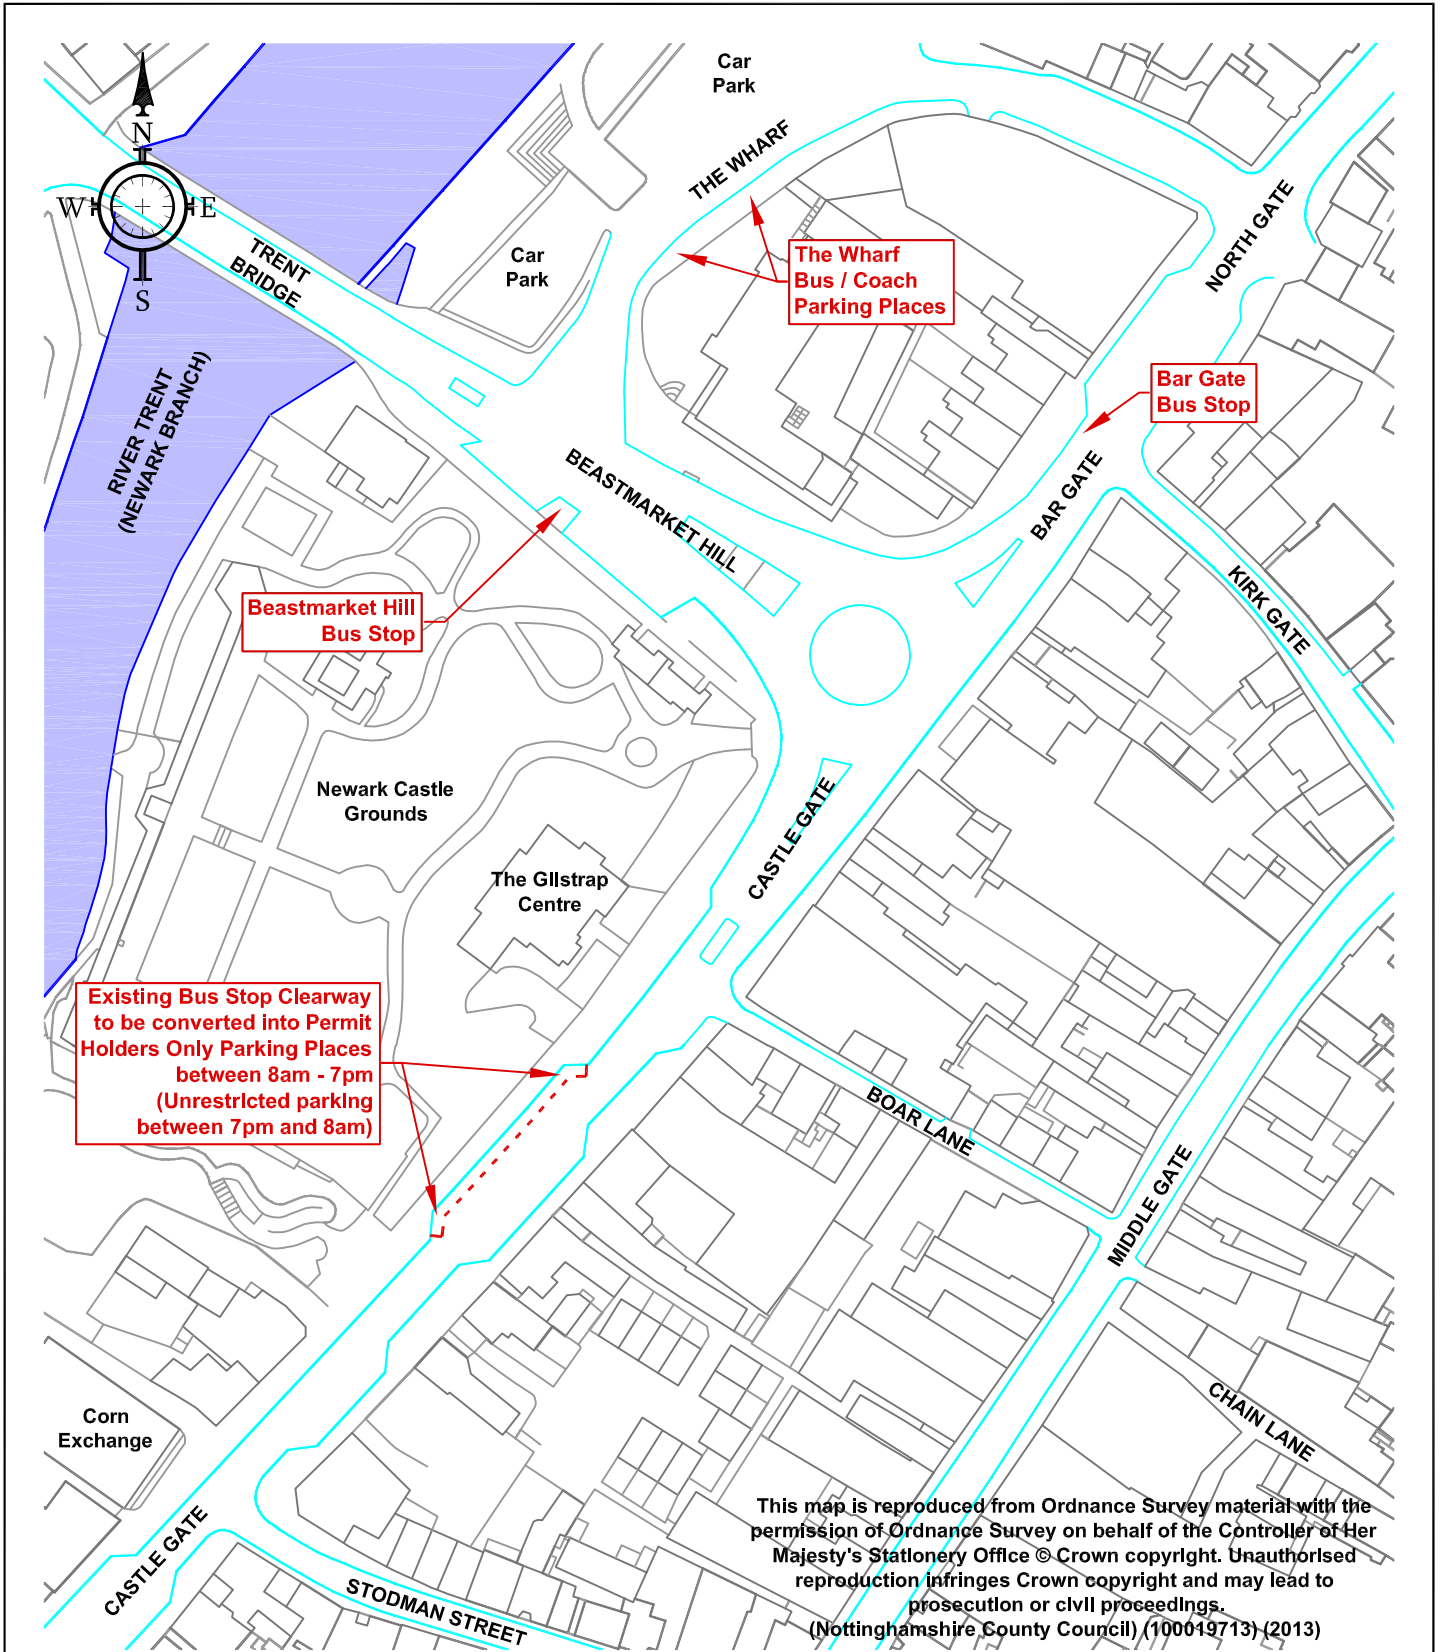 Car
Park
THE WHARF
N
W
E
S
TRENT
BRIDGE
Car
Park
The Wharf
Bus / Coach
Parking Places
NORTH GATE
RIVER TRENT
(NEWARK BRANCH)
Bar Gate
Bus Stop
BEASTMARKET HILL
BAR GATE
KIRK GATE
Beastmarket Hill
Bus Stop
Newark Castle
Grounds
CASTLE GATE
The Gilstrap
Centre
Existing Bus Stop Clearway
to be converted into Permit
Holders Only Parking Places
between 8am - 7pm
(Unrestricted parking
between 7pm and 8am)
BOAR LANE
MIDDLE GATE
CHAIN LANE
Corn
Exchange
CASTLE GATE
STODMAN STREET
This map is reproduced from Ordnance Survey material with the
permission of Ordnance Survey on behalf of the Controller of Her
Majesty's Stationery Office © Crown copyright. Unauthorised
reproduction infringes Crown copyright and may lead to
prosecution or civil proceedings.
(Nottinghamshire County Council) (100019713) (2013)